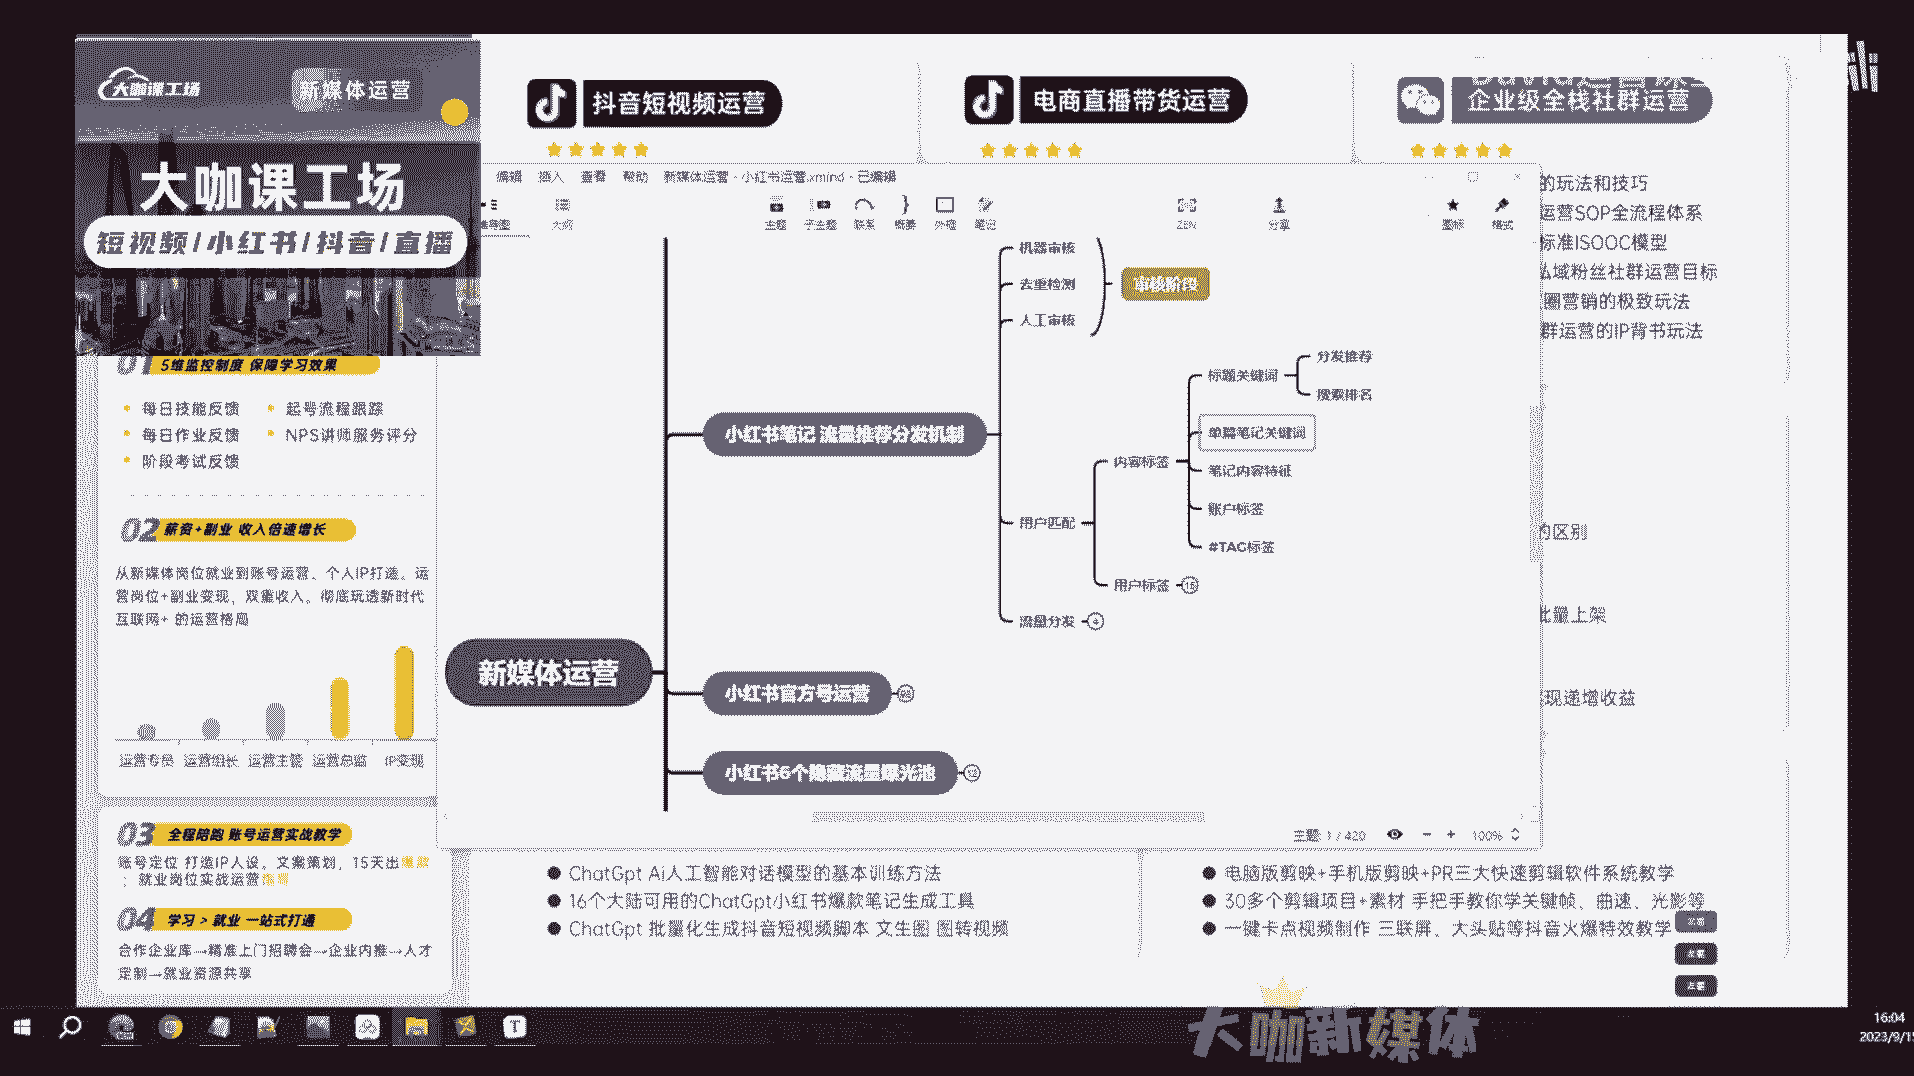 大咖课工场
新媒体运营
大咖课工场
短视频/小红书/抖音/直播
抖音短视频运营
电商直播带货运营
企业级全栈社群运营
编辑 插入 查看 帮助 新媒体运营 - 小红书运营.xmind - 已编辑
大纲
主题 子主题 联系 概要 外框 笔记
ZEN
分享
图标 格式
机器审核
去重检测
人工审核
审核阶段
小红书笔记 流量推荐分发机制
用户匹配
内容标签
标题关键词
分发推荐
搜索排名
单篇笔记关键词
笔记内容特征
账户标签
#TAG标签
用户标签 15
流量分发 4
新媒体运营
小红书官方号运营
小红书6个隐藏流量曝光池 12
主题: 1 / 420
100%
的玩法和技巧
运营SOP全流程体系
标准ISOOC模型
私域粉丝社群运营目标
圈营销的极致玩法
群运营的IP背书玩法
的区别
批量上架
现递增收益
01 5维监控制度 保障学习效果
每日技能反馈 起号流程跟踪
每日作业反馈 NPS讲师服务评分
阶段考试反馈
02 薪资+副业 收入倍速增长
从新媒体岗位就业到账号运营、个人IP打造。运
营岗位+副业变现，双重收入。彻底玩透新时代
互联网+ 的运营格局
运营专员 运营组长 运营主管 运营总监 IP变现
03 全程陪跑 账号运营实战教学
账号定位 打造IP人设。文案策划，15天出爆款
；就业岗位实战运营
04 学习 > 就业 一站式打通
合作企业库→精准上门招聘会→企业内推→人才
定制→就业资源共享
ChatGpt Ai人工智能对话模型的基本训练方法
16个大陆可用的ChatGpt小红书爆款笔记生成工具
ChatGpt 批量化生成抖音短视频脚本 文生图 图转视频
电脑版剪映+手机版剪映+PR三大快速剪辑软件系统教学
30多个剪辑项目+素材 手把手教你学关键帧、曲速、光影等
一键卡点视频制作 三联屏、大头贴等抖音火爆特效教学
大咖新媒体
16:04
2023/9/15